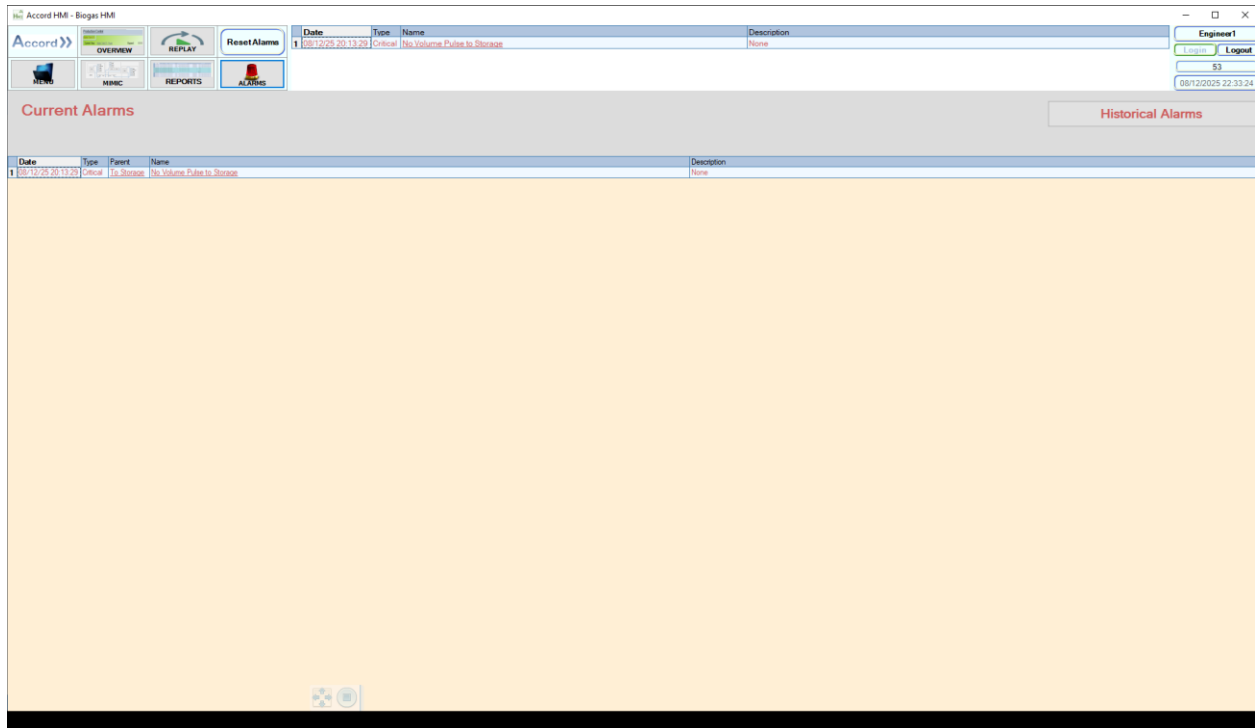 Accord HMI - Biogas HMI
Accord
OVERVIEW
REPLAY
Reset Alarms
Date Type Name Description
1 08/12/25 20:13:29 Critical No Volume Pulse to Storage None
Engineer1
Login Logout
MENU
MIMIC
REPORTS
ALARMS
53
08/12/2025 22:33:24
Current Alarms
Historical Alarms
Date Type Parent Name Description
1 08/12/25 20:13:29 Critical To Storage No Volume Pulse to Storage None